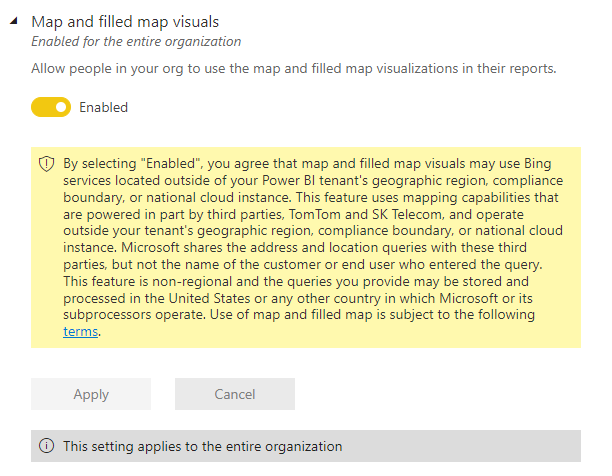 Map and filled map visuals
Enabled for the entire organization
Allow people in your org to use the map and filled map visualizations in their reports.
Enabled
By selecting "Enabled", you agree that map and filled map visuals may use Bing
services located outside of your Power BI tenant's geographic region, compliance
boundary, or national cloud instance. This feature uses mapping capabilities that
are powered in part by third parties, TomTom and SK Telecom, and operate
outside your tenant's geographic region, compliance boundary, or national cloud
instance. Microsoft shares the address and location queries with these third
parties, but not the name of the customer or end user who entered the query.
This feature is non-regional and the queries you provide may be stored and
processed in the United States or any other country in which Microsoft or its
subprocessors operate. Use of map and filled map is subject to the following
terms.
Apply Cancel
This setting applies to the entire organization